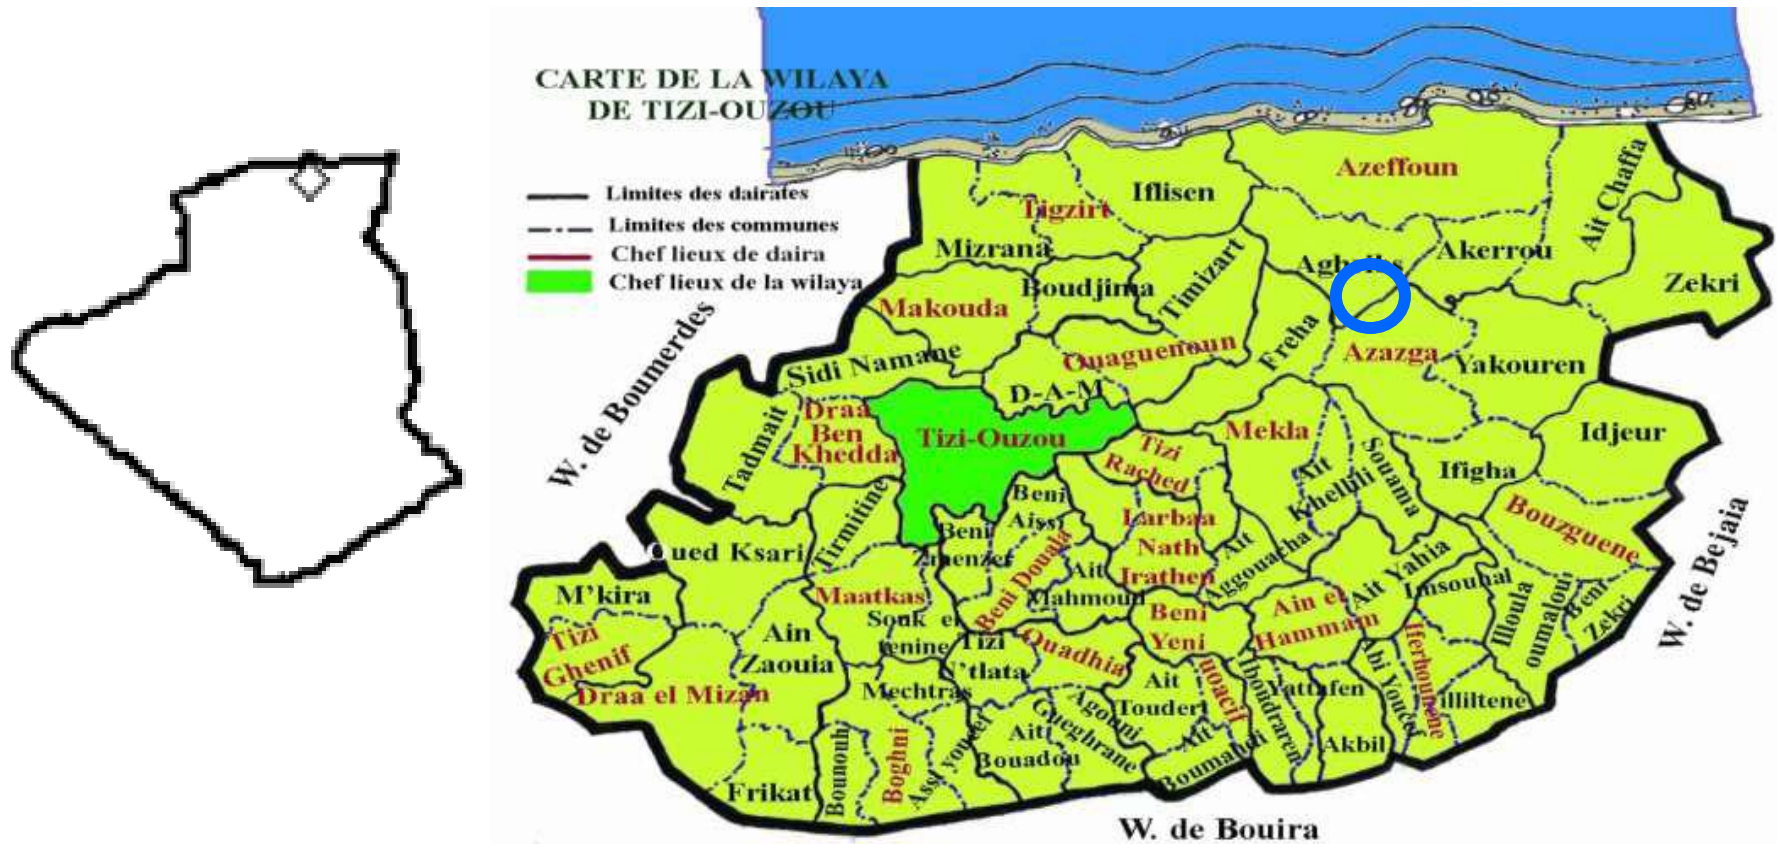 CARTE DE LA WILAYA
DE TIZI-OUZOU
Limites des dairates
Limites des communes
Chef lieux de daira
Chef lieux de la wilaya
W. de Boumerdes
W. de Bejaia
W. de Bouira
Azeffoun
Ait Chaffa
Iflisen
Tigzirt
Mizrana
Akerrou
Zekri
Boudjima
Timizart
Makouda
Freha
Azazga
Yakouren
Ouaguenoun
Sidi Namane
D-A-M
Draa
Ben
Khedda
Tadmait
Tizi-Ouzou
Tizi
Rached
Mekla
Idjeur
Ifigha
Souama
Ait
Khellili
Bouzguene
Beni
Aissi
Beni
Zmenzer
Tirmitine
Oued Ksari
Larbaa
Nath
Irathen
Ait
Aggouacha
Ait Yahia
Imsouhal
Illoula
oumalou
Beni
Zekri
Beni Douala
Ait
Mahmoud
M'kira
Maatkas
Souk el
tenine
Beni
Yeni
Ain el
Hammam
Iferhounene
Tizi
Ghenif
Ain
Zaouia
Tizi
N'tlata
Ouadhia
Draa el Mizan
Mechtras
Ait
Toudert
uoacif
Iboudraren
Yattafen
Abi Youcef
illiltene
Agouni
Gueghrane
Ait
Bouadou
Ait
Boumahdi
Akbil
Assi youcef
Boghni
Bounouh
Frikat